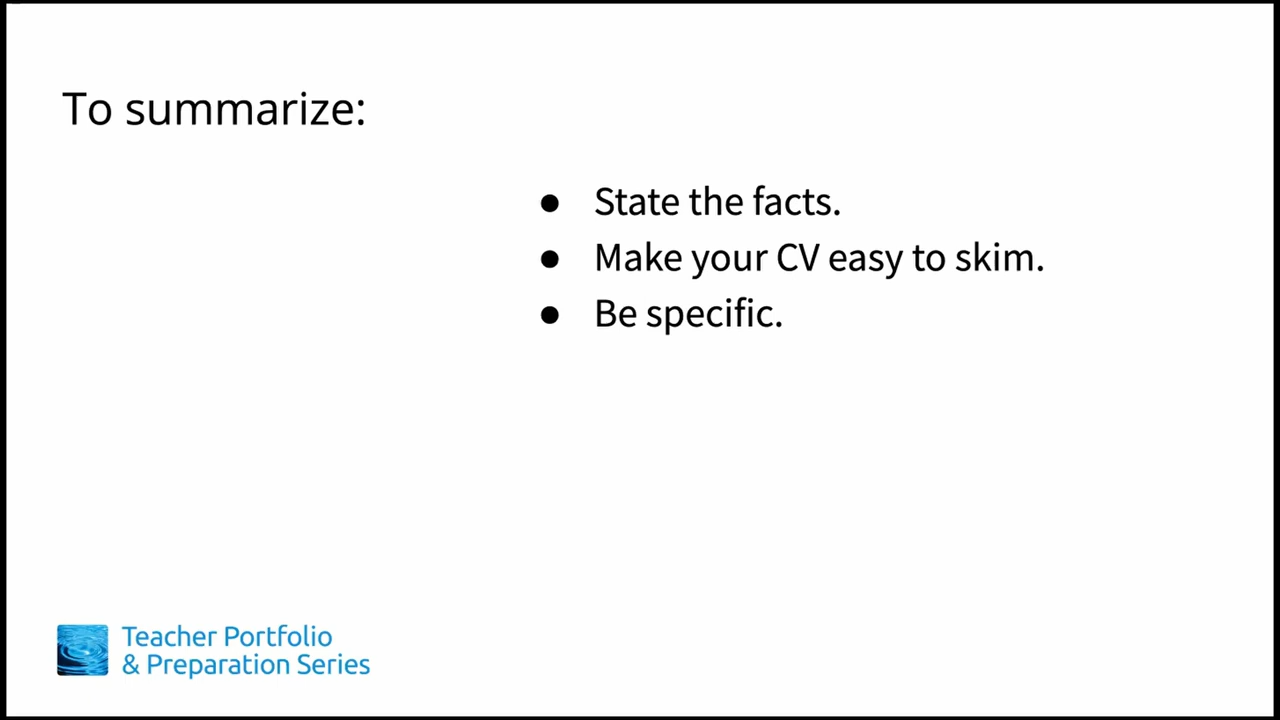 To summarize:
● State the facts.
● Make your CV easy to skim.
● Be specific.
Teacher Portfolio
& Preparation Series